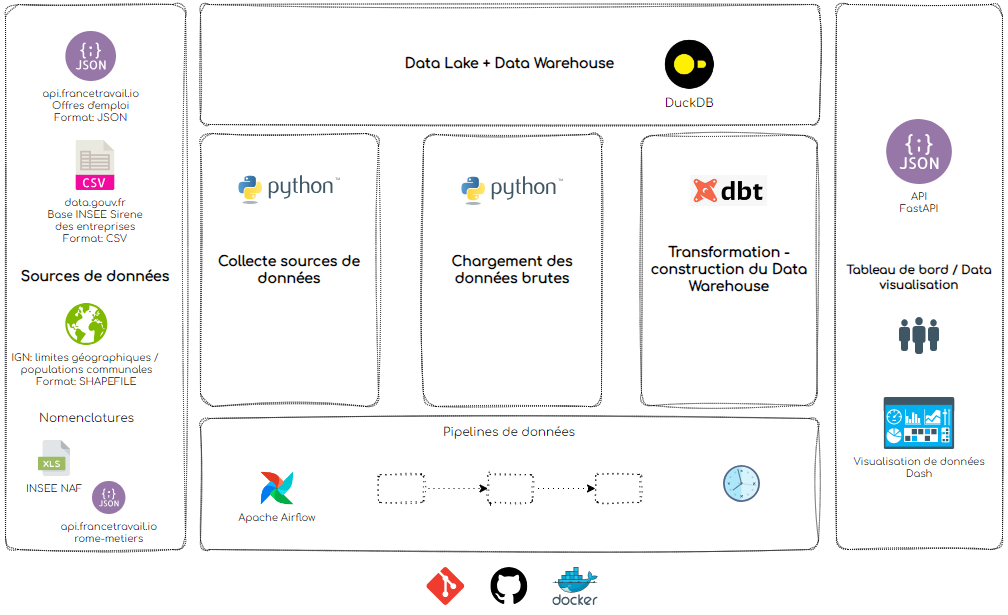 {;}
JSON
api.francetravail.io
Offres d'emploi
Format: JSON
CSV
data.gouv.fr
Base INSEE Sirene
des entreprises
Format: CSV
Sources de données
IGN: limites géographiques /
populations communales
Format: SHAPEFILE
Nomenclatures
XLS
INSEE NAF
{;}
JSON
api.francetravail.io
rome-metiers
Data Lake + Data Warehouse
DuckDB
python™
Collecte sources de
données
python™
Chargement des
données brutes
dbt
Transformation -
construction du Data
Warehouse
Pipelines de données
Apache Airflow
{;}
JSON
API
FastAPI
Tableau de bord / Data
visualisation
Visualisation de données
Dash
docker